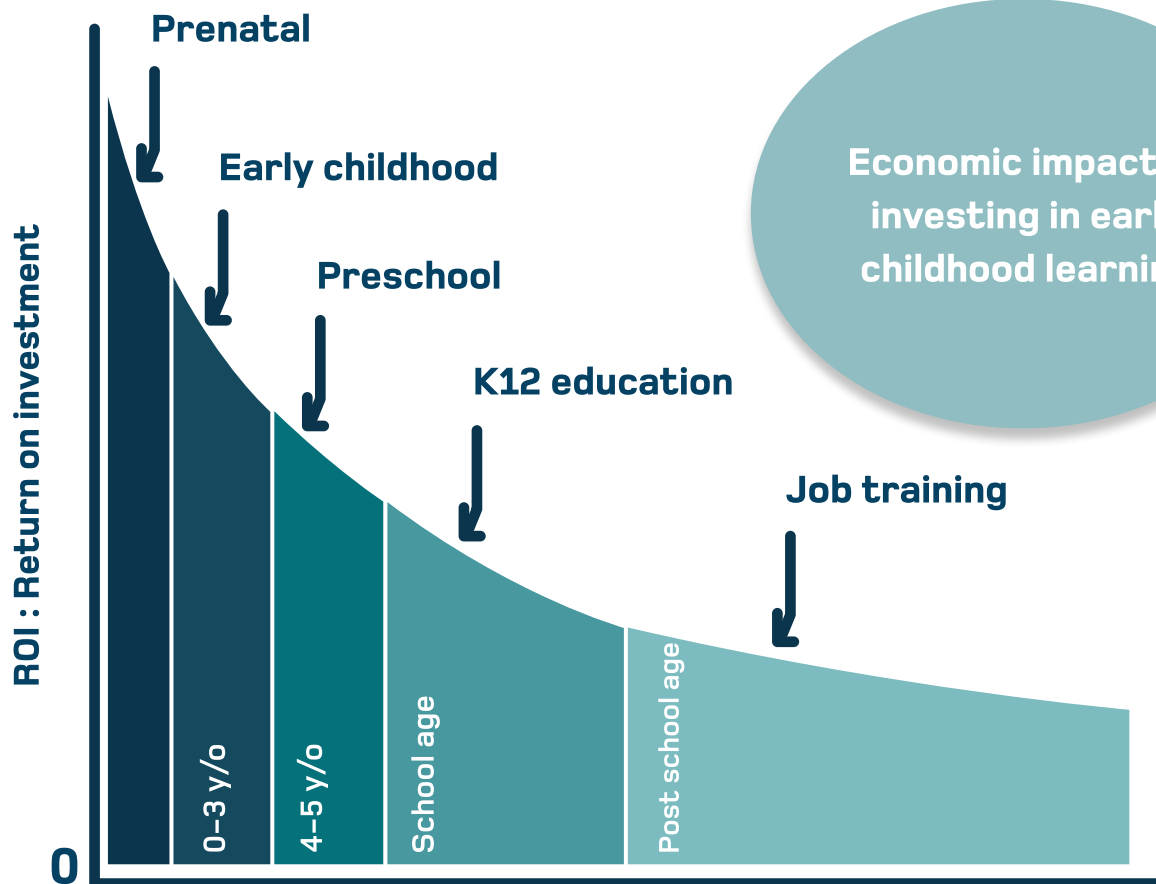 Prenatal
Early childhood
Preschool
K12 education
Job training
Economic impact
investing in
childhood
ROI : Return on investment
0-3 y/o
4-5 y/o
School age
Post school age
0